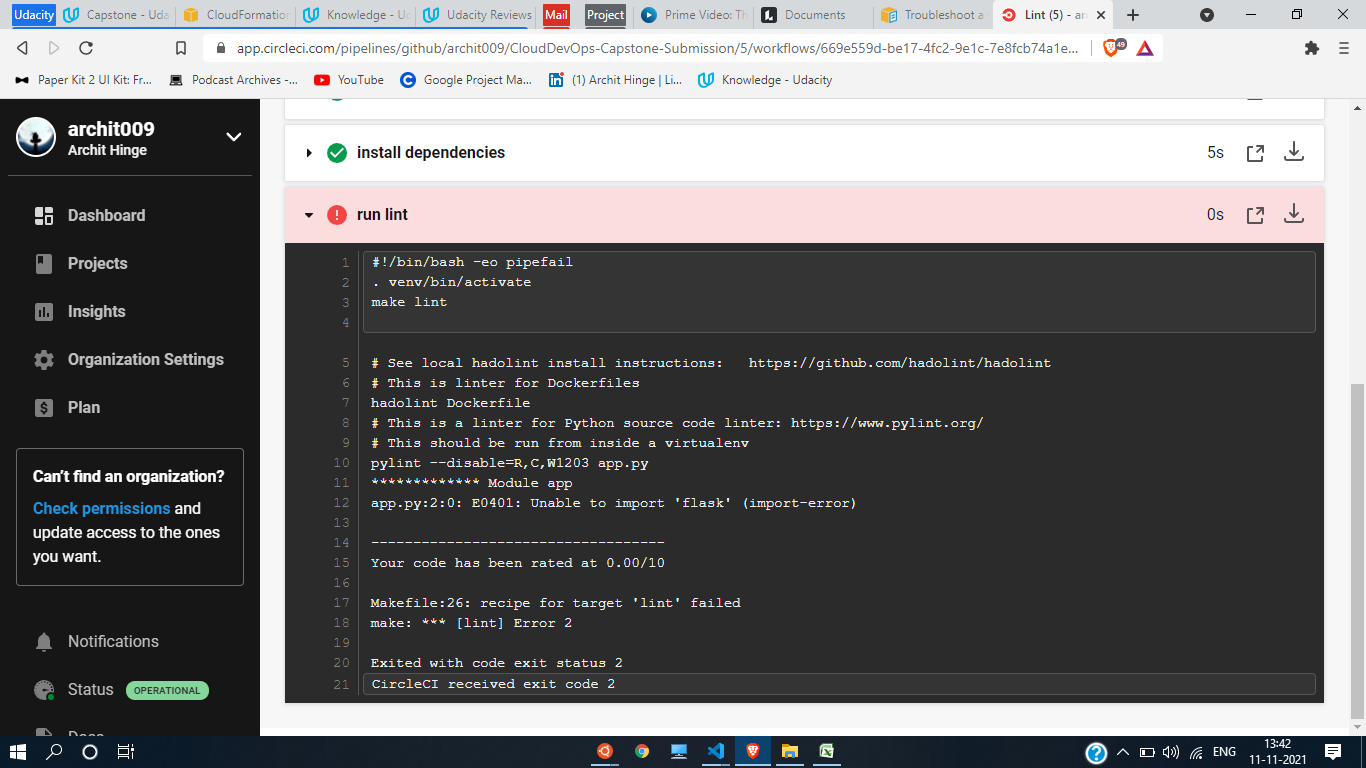 Udacity
Capstone - Uda
CloudFormation
Knowledge - Ud
Udacity Reviews
Mail
Project
Prime Video: Th
Documents
Troubleshoot a
Lint (5) - arc
app.circleci.com/pipelines/github/archit009/CloudDevOps-Capstone-Submission/5/workflows/669e559d-be17-4fc2-9e1c-7e8fcb74a1e...
49
Paper Kit 2 UI Kit: Fr...
Podcast Archives -...
YouTube
Google Project Ma...
(1) Archit Hinge | Li...
Knowledge - Udacity
archit009
Archit Hinge
Dashboard
Projects
Insights
Organization Settings
Plan
Can't find an organization?
Check permissions and
update access to the ones
you want.
Notifications
Status OPERATIONAL
Docs
install dependencies 5s
run lint 0s
1 #!/bin/bash -eo pipefail
2 . venv/bin/activate
3 make lint
4
5 # See local hadolint install instructions:   https://github.com/hadolint/hadolint
6 # This is linter for Dockerfiles
7 hadolint Dockerfile
8 # This is a linter for Python source code linter: https://www.pylint.org/
9 # This should be run from inside a virtualenv
10 pylint --disable=R,C,W1203 app.py
11 ************* Module app
12 app.py:2:0: E0401: Unable to import 'flask' (import-error)
13
14 -----------------------------------
15 Your code has been rated at 0.00/10
16
17 Makefile:26: recipe for target 'lint' failed
18 make: *** [lint] Error 2
19
20 Exited with code exit status 2
21 CircleCI received exit code 2
ENG
13:42
11-11-2021